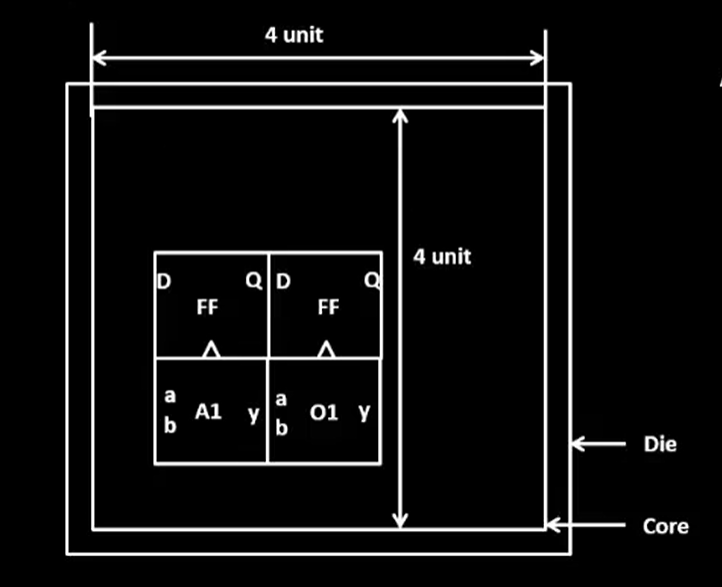 4 unit
4 unit
D Q D Q
FF FF
a A1 y a O1 y
b b
Die
Core